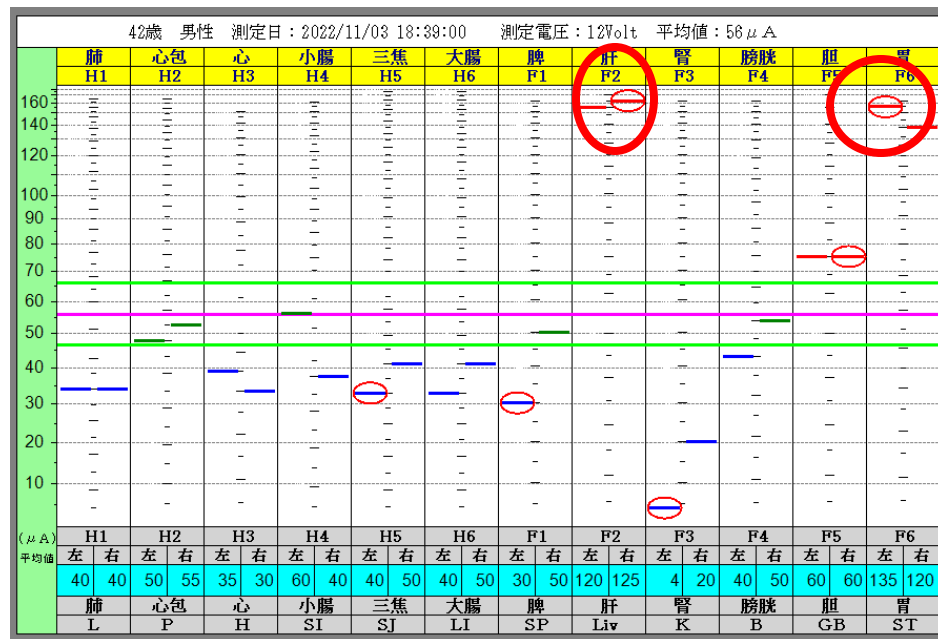 42歳 男性 測定日：2022/11/03 18:39:00 測定電圧：12Volt 平均値：56μA
肺 心包 心 小腸 三焦 大腸 脾 肝 腎 膀胱 胆 胃
H1 H2 H3 H4 H5 H6 F1 F2 F3 F4 F5 F6
160
140
120
100
90
80
70
60
50
40
30
20
10
(μA) H1 H2 H3 H4 H5 H6 F1 F2 F3 F4 F5 F6
平均値 左 右 左 右 左 右 左 右 左 右 左 右 左 右 左 右 左 右 左 右 左 右 左 右
40 40 50 55 35 30 60 40 40 50 40 50 30 50 120 125 4 20 40 50 60 60 135 120
肺 心包 心 小腸 三焦 大腸 脾 肝 腎 膀胱 胆 胃
L P H SI SJ LI SP Liv K B GB ST